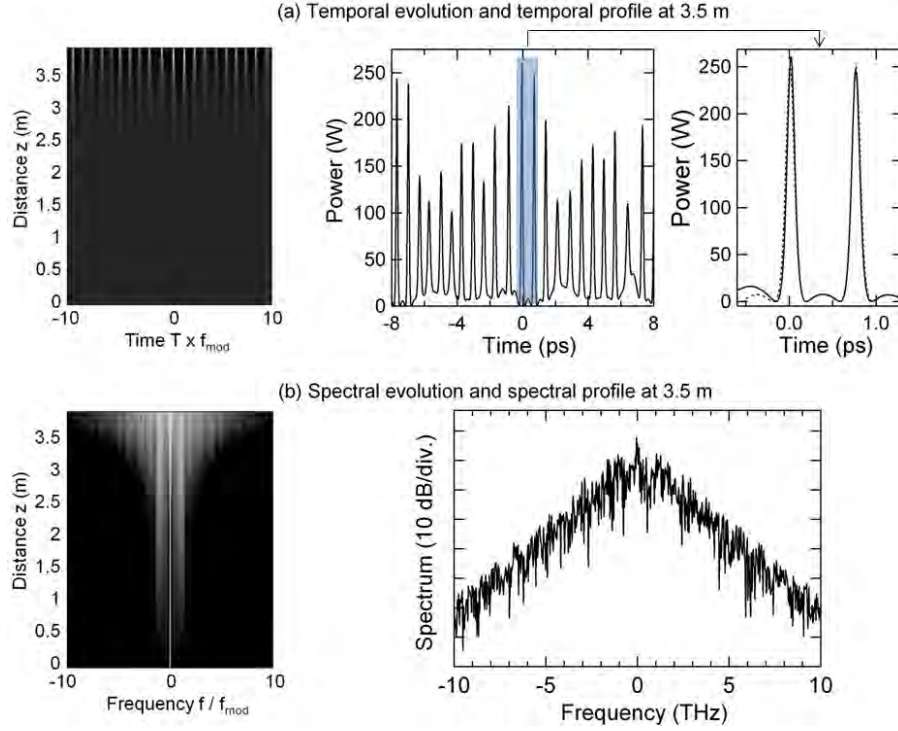 (a) Temporal evolution and temporal profile at 3.5 m
Distance z (m)
3.5
3
2.5
2
1.5
1
0.5
0
-10 0 10
Time T x f_mod
Power (W)
250
200
150
100
50
0
-8 -4 0 4 8
Time (ps)
Power (W)
250
200
150
100
50
0
0.0 1.0
Time (ps)
(b) Spectral evolution and spectral profile at 3.5 m
Distance z (m)
3.5
3
2.5
2
1.5
1
0.5
0
-10 0 10
Frequency f / f_mod
Spectrum (10 dB/div.)
-10 -5 0 5 10
Frequency (THz)